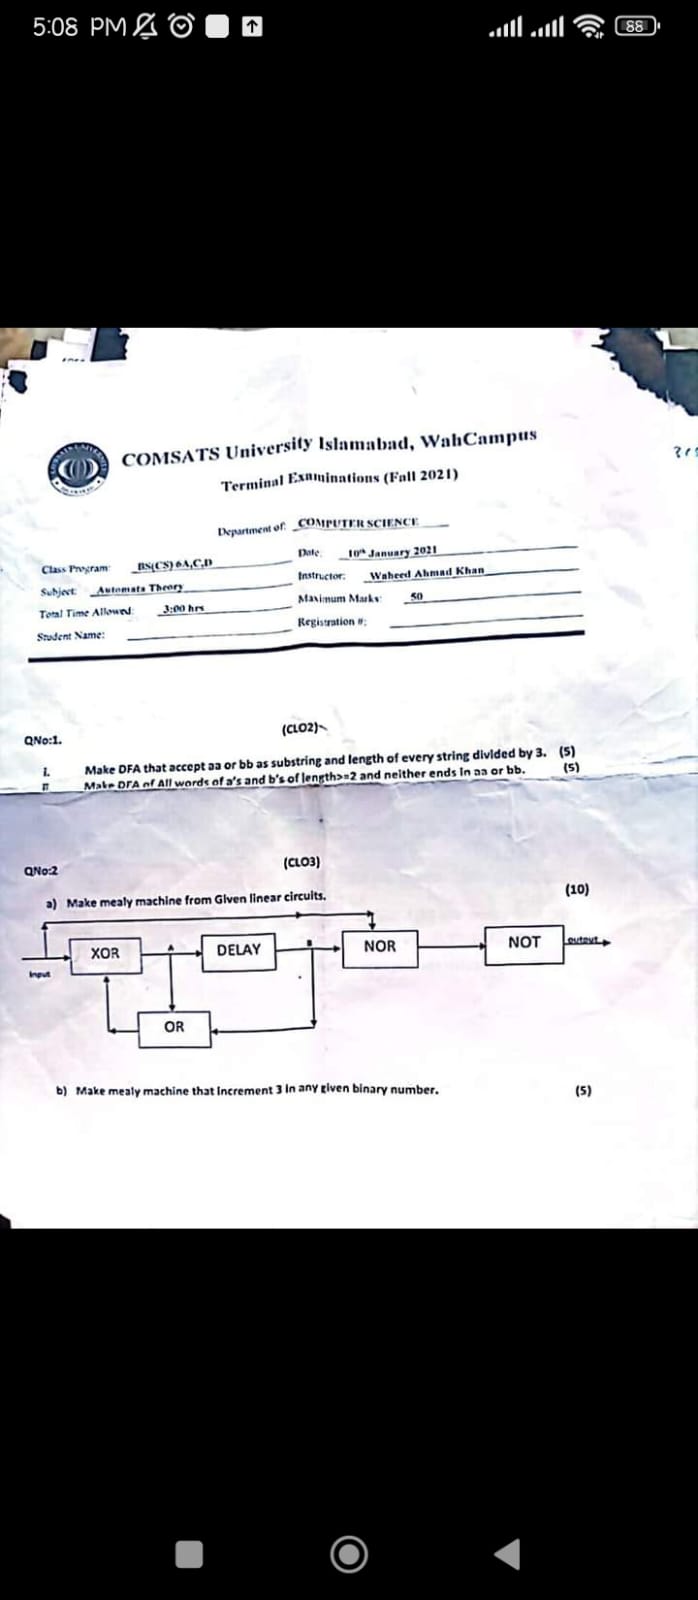 5:08 PM
88
COMSATS University Islamabad, WahCampus
Terminal Examinations (Fall 2021)
Department of: COMPUTER SCIENCE
Class Program: BS(CS) 6A,C,D
Date: 10th January 2021
Subject: Automata Theory
Instructor: Waheed Ahmad Khan
Total Time Allowed: 3:00 hrs
Maximum Marks: 50
Student Name:
Registration #:
QNo:1. (CLO2)
i. Make DFA that accept aa or bb as substring and length of every string divided by 3. (5)
II Make DFA of All words of a's and b's of length>=2 and neither ends in aa or bb. (5)
QNo:2 (CLO3)
a) Make mealy machine from Given linear circuits. (10)
XOR
DELAY
NOR
NOT
output
Input
OR
b) Make mealy machine that Increment 3 in any given binary number. (5)